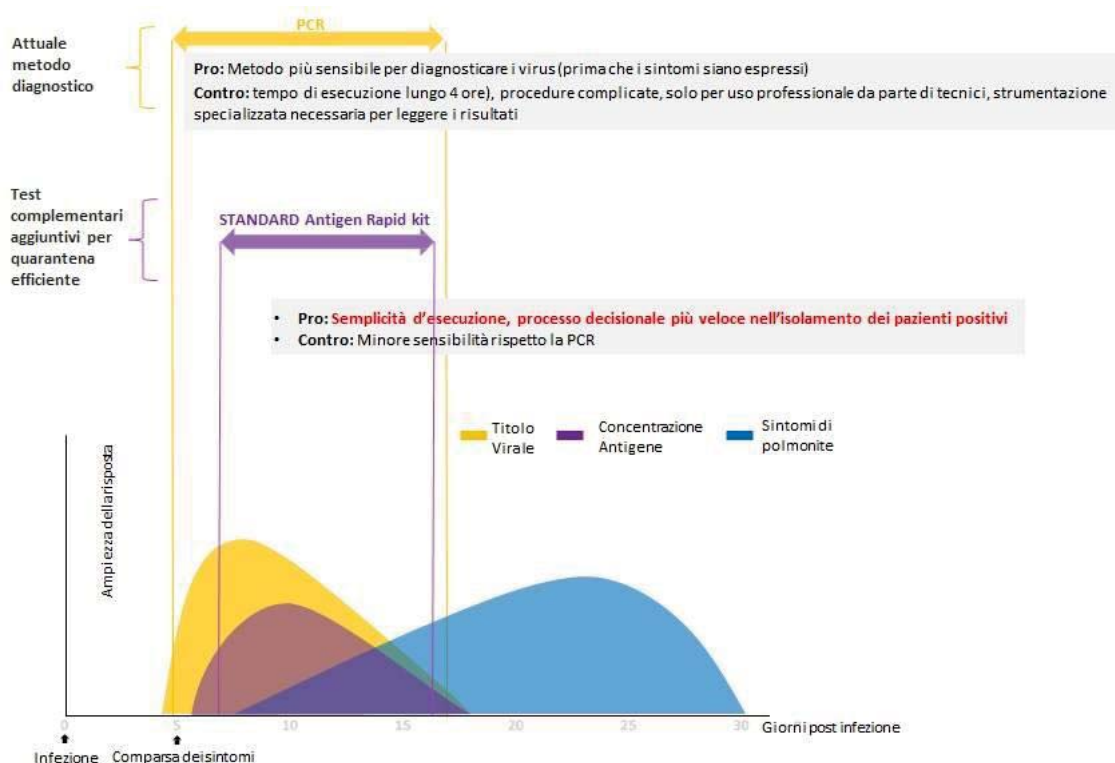 PCR
Attuale
metodo
diagnostico
Pro: Metodo più sensibile per diagnosticare i virus (prima che i sintomi siano espressi)
Contro: tempo di esecuzione lungo 4 ore), procedure complicate, solo per uso professionale da parte di tecnici, strumentazione
specializzata necessaria per leggere i risultati
Test
complementari
aggiuntivi per
quarantena
efficiente
STANDARD Antigen Rapid kit
• Pro: Semplicità d'esecuzione, processo decisionale più veloce nell'isolamento dei pazienti positivi
• Contro: Minore sensibilità rispetto la PCR
Titolo
Virale
Concentrazione
Antigene
Sintomi di
polmonite
Ampiezza della risposta
0 5 10 15 20 25 30
Giorni post infezione
Infezione
Comparsa dei sintomi